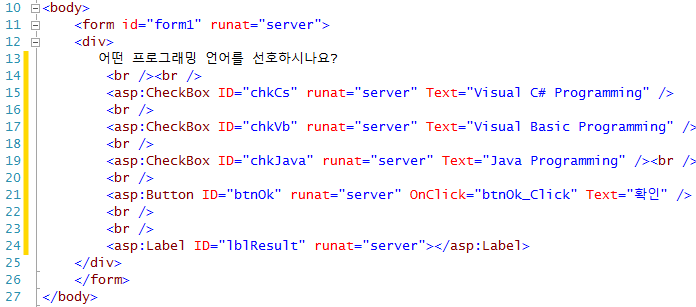 10 <body>
11 <form id="form1" runat="server">
12 <div>
13 어떤 프로그래밍 언어를 선호하시나요?
14 <br /><br />
15 <asp:CheckBox ID="chkCs" runat="server" Text="Visual C# Programming" />
16 <br />
17 <asp:CheckBox ID="chkVb" runat="server" Text="Visual Basic Programming" />
18 <br />
19 <asp:CheckBox ID="chkJava" runat="server" Text="Java Programming" /><br />
20 <br />
21 <asp:Button ID="btnOk" runat="server" OnClick="btnOk_Click" Text="확인" />
22 <br />
23 <br />
24 <asp:Label ID="lblResult" runat="server"></asp:Label>
25 </div>
26 </form>
27 </body>